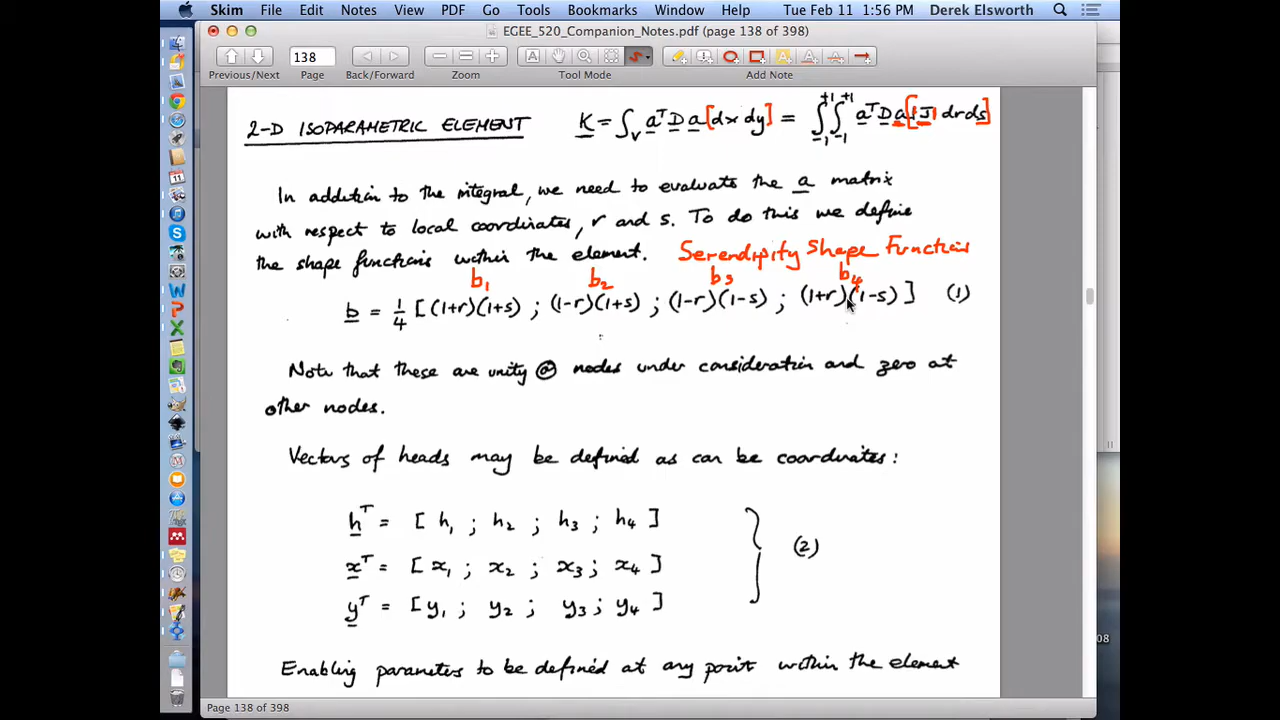 Skim File Edit Notes View PDF Go Tools Bookmarks Window Help Tue Feb 11 1:56 PM Derek Elsworth
EGEE_520_Companion_Notes.pdf (page 138 of 398)
138
Previous/Next Page Back/Forward Zoom Tool Mode Add Note
2-D ISOPARAMETRIC ELEMENT K = ∫_V a^T D a [dx dy] = ∫_{-1}^{+1} ∫_{-1}^{+1} a^T D a [|J| dr ds]
In addition to the integral, we need to evaluate the a matrix
with respect to local coordinates, r and s. To do this we define
the shape functions within the element. Serendipity Shape Functions
b1 b2 b3 b4
b = 1/4 [(1+r)(1+s) ; (1-r)(1+s) ; (1-r)(1-s) ; (1+r)(1-s)] (1)
Note that these are unity @ nodes under consideration and zero at
other nodes.
Vectors of heads may be defined as can be coordinates:
h^T = [ h1 ; h2 ; h3 ; h4 ]
x^T = [ x1 ; x2 ; x3 ; x4 ] (2)
y^T = [ y1 ; y2 ; y3 ; y4 ]
Enabling parameters to be defined at any point within the element
08
Page 138 of 398